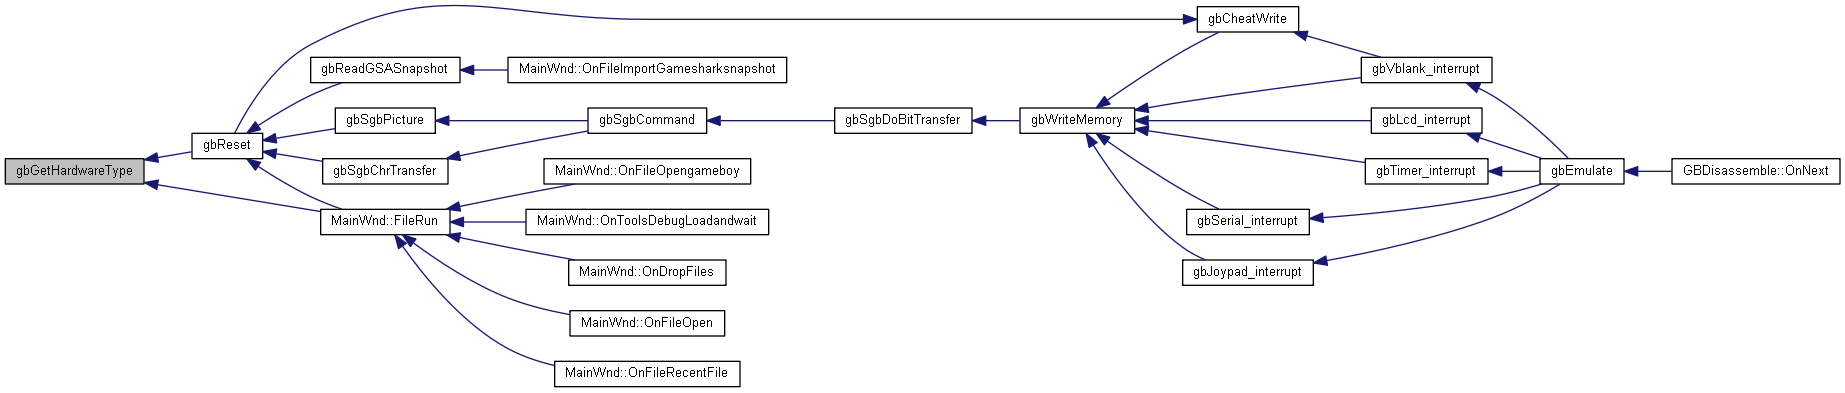 gbGetHardwareType
gbReset
gbReadGSASnapshot
gbSgbPicture
gbSgbChrTransfer
MainWnd::FileRun
MainWnd::OnFileImportGamesharksnapshot
gbSgbCommand
MainWnd::OnFileOpengameboy
MainWnd::OnToolsDebugLoadandwait
MainWnd::OnDropFiles
MainWnd::OnFileOpen
MainWnd::OnFileRecentFile
gbSgbDoBitTransfer
gbWriteMemory
gbCheatWrite
gbSerial_interrupt
gbJoypad_interrupt
gbVblank_interrupt
gbLcd_interrupt
gbTimer_interrupt
gbEmulate
GBDisassemble::OnNext